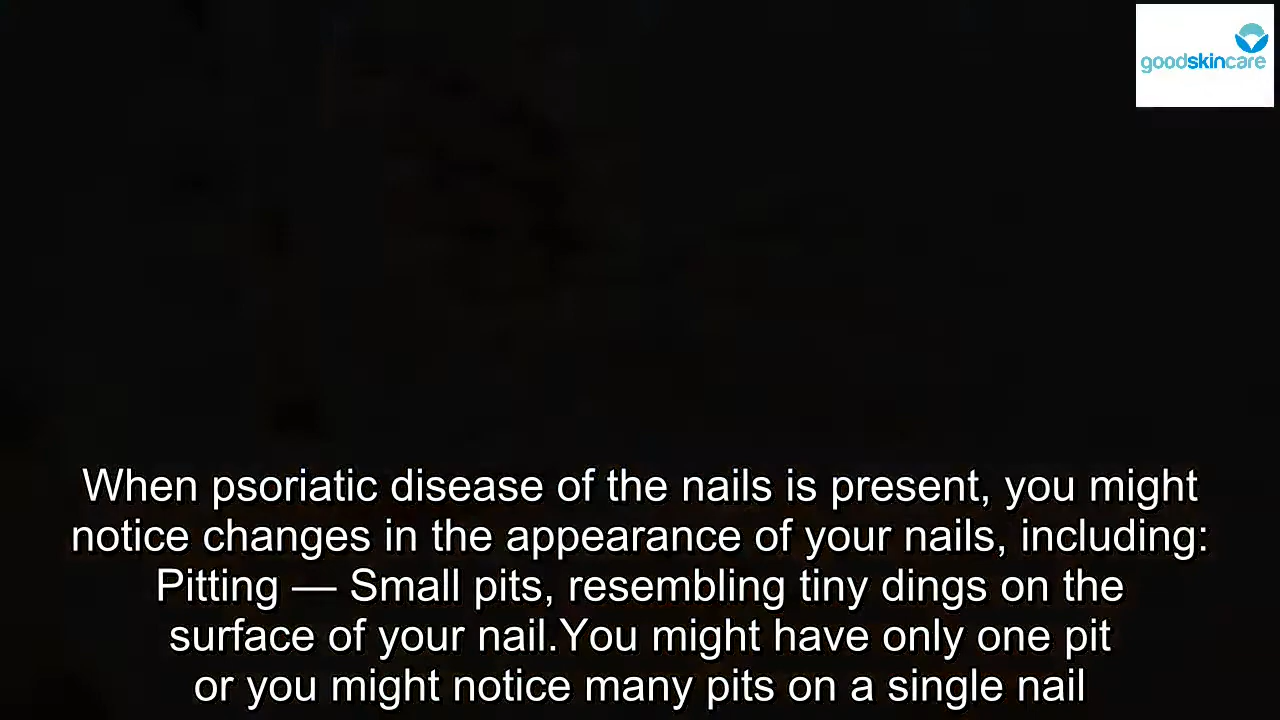 goodskincare
When psoriatic disease of the nails is present, you might
notice changes in the appearance of your nails, including:
Pitting — Small pits, resembling tiny dings on the
surface of your nail.You might have only one pit
or you might notice many pits on a single nail